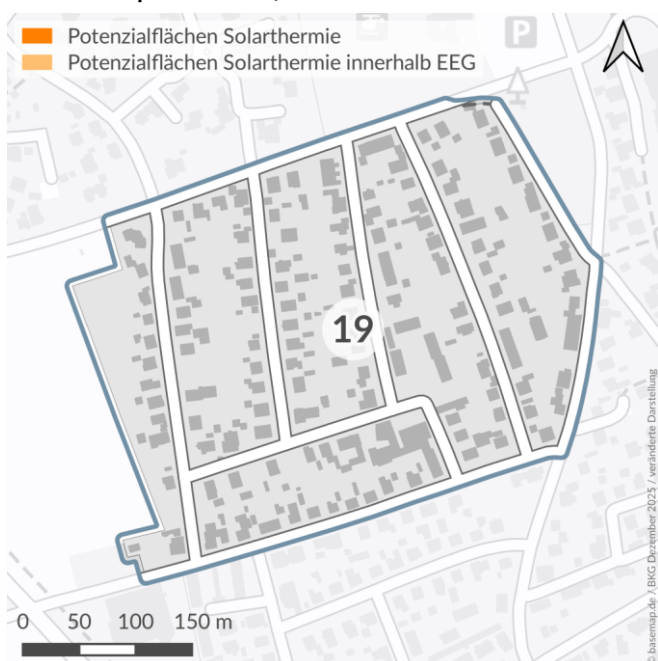 Potenzialflächen Solarthermie
Potenzialflächen Solarthermie innerhalb EEG
P
19
0 50 100 150 m
© basemap.de / BKG Dezember 2025 / veränderte Darstellung